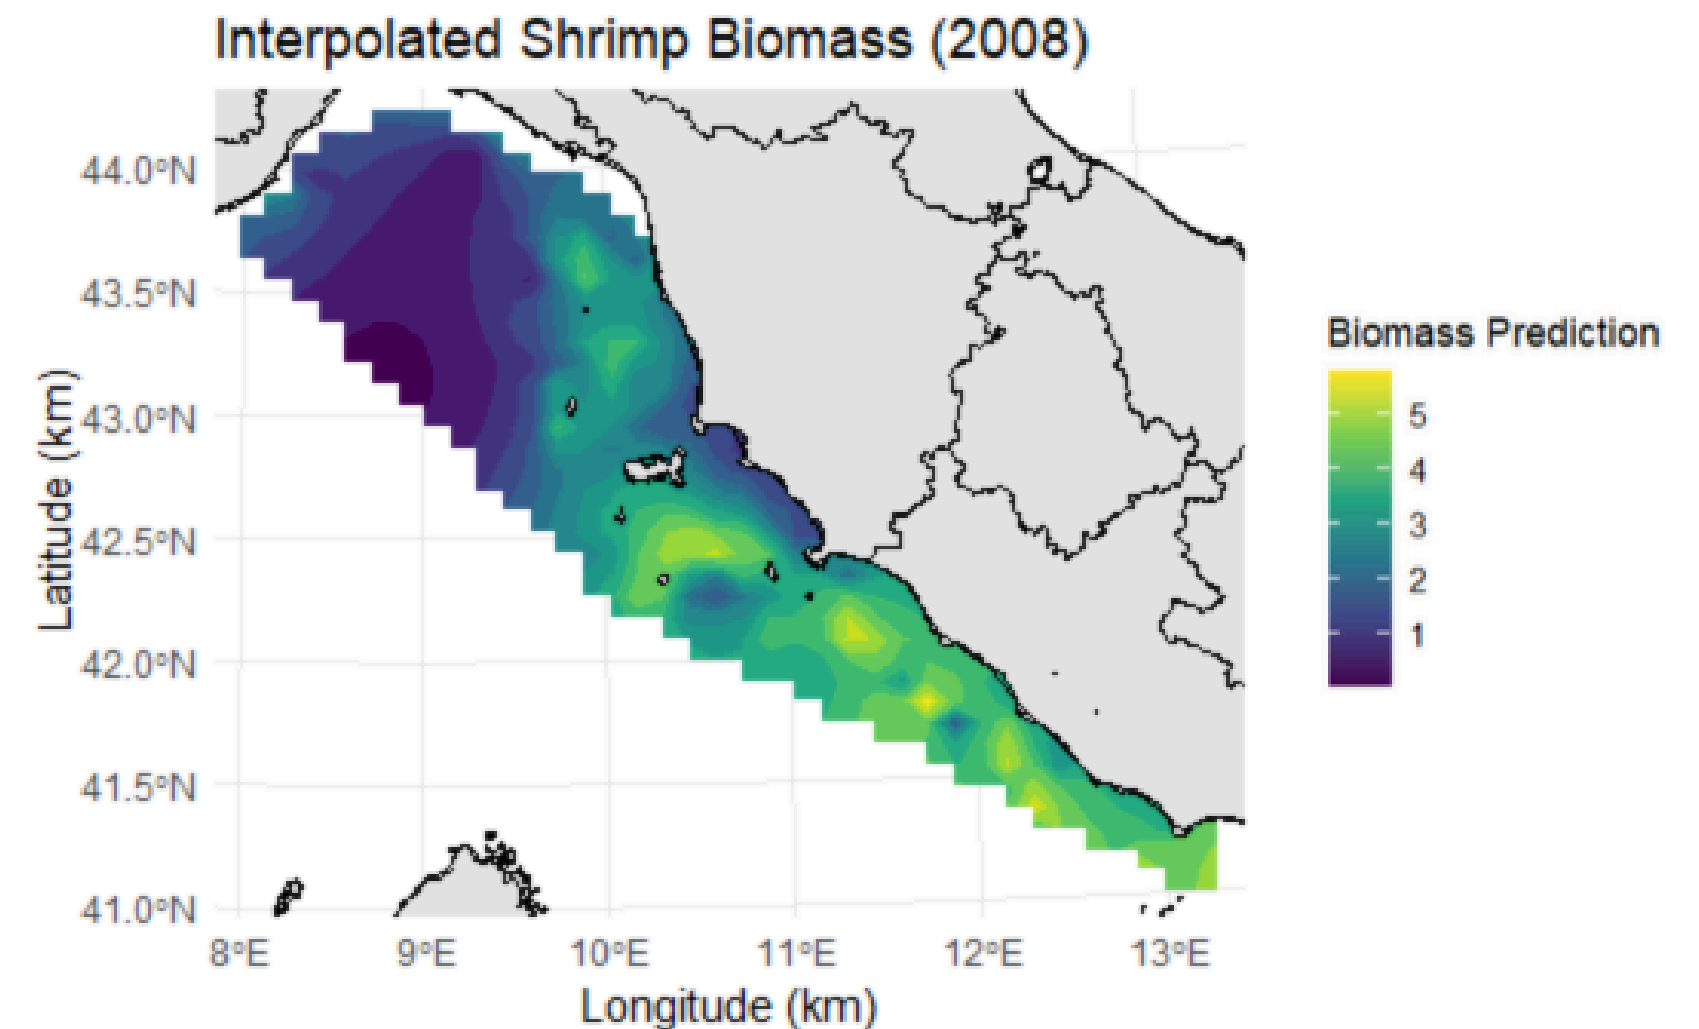 Interpolated Shrimp Biomass (2008)
44.0°N
43.5°N
43.0°N
42.5°N
42.0°N
41.5°N
41.0°N
Latitude (km)
8°E 9°E 10°E 11°E 12°E 13°E
Longitude (km)
Biomass Prediction
5
4
3
2
1